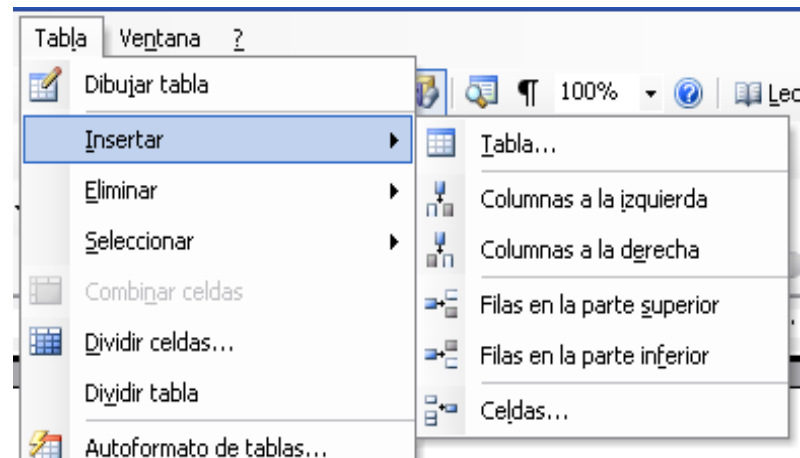 Tabla Ventana ?
Dibujar tabla
100% Lec
Insertar
Tabla...
Eliminar
Columnas a la izquierda
Seleccionar
Columnas a la derecha
Combinar celdas
Filas en la parte superior
Dividir celdas...
Filas en la parte inferior
Dividir tabla
Celdas...
Autoformato de tablas...